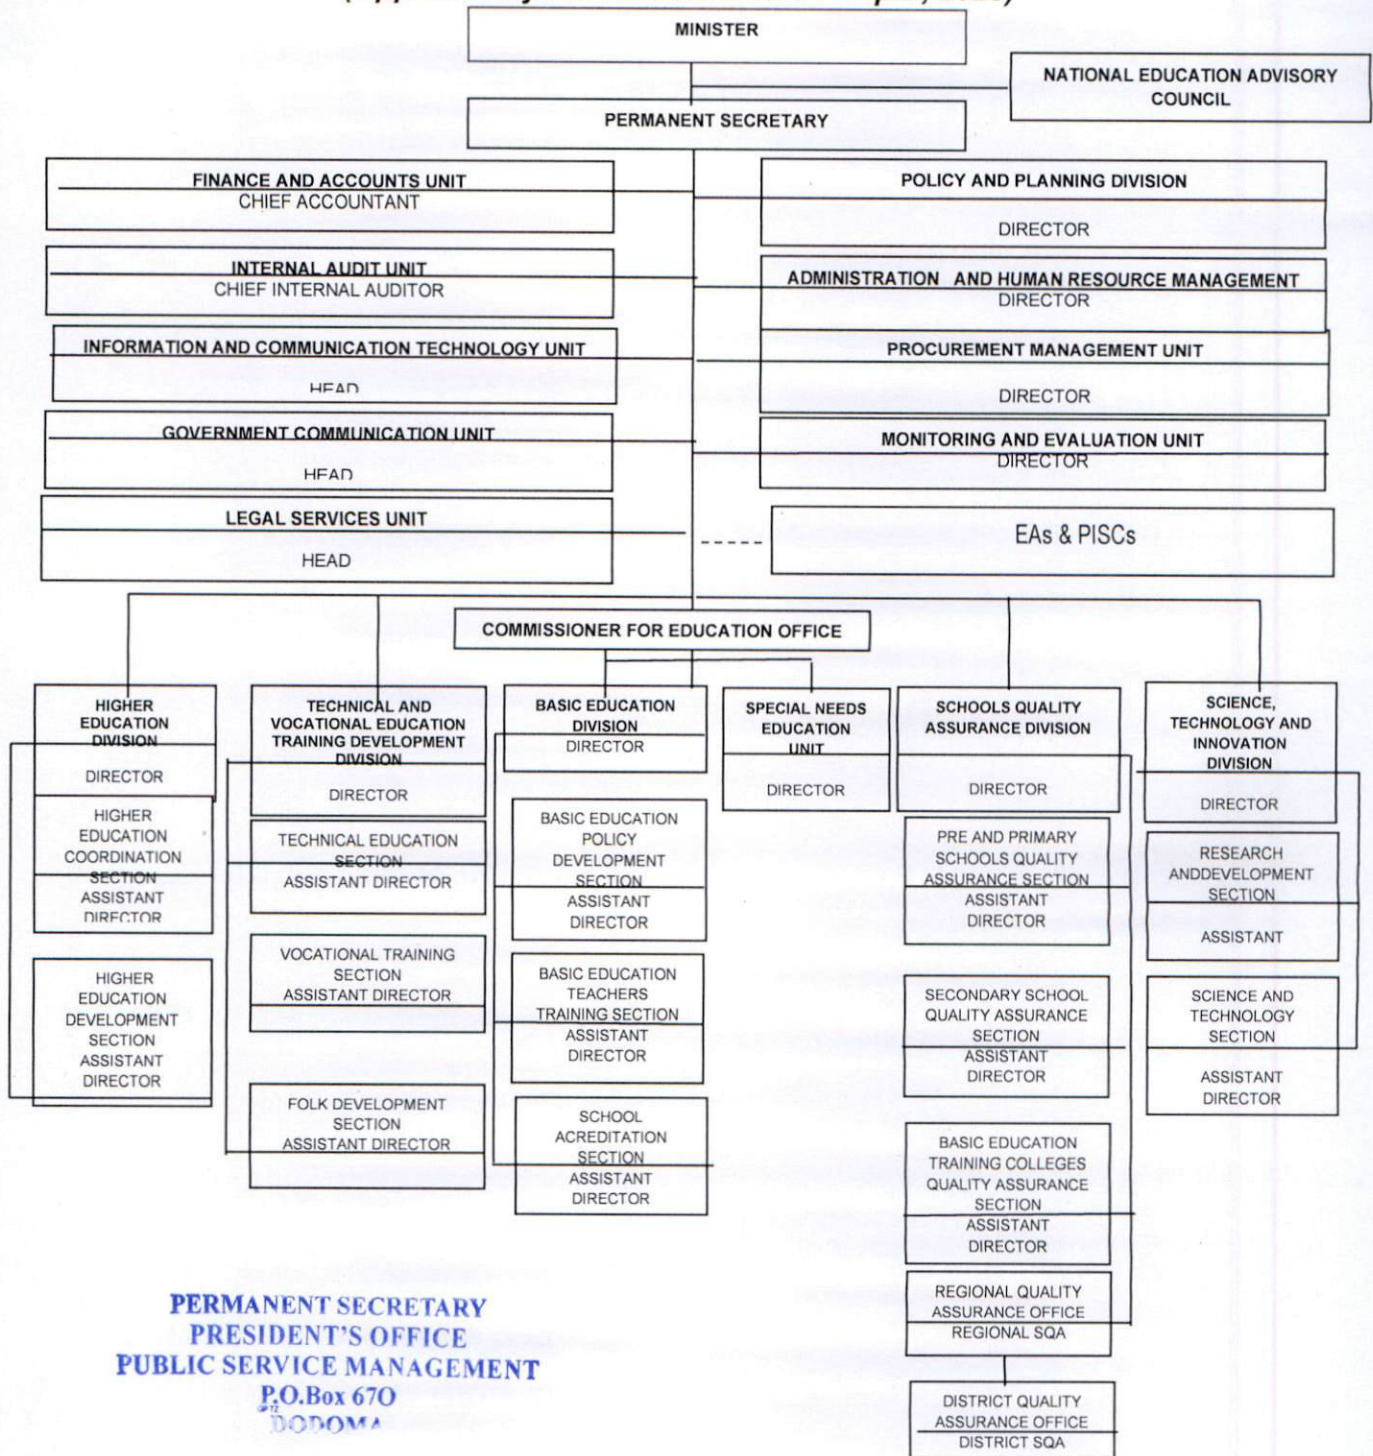 MINISTER
NATIONAL EDUCATION ADVISORY
COUNCIL
PERMANENT SECRETARY
FINANCE AND ACCOUNTS UNIT
CHIEF ACCOUNTANT
POLICY AND PLANNING DIVISION
DIRECTOR
INTERNAL AUDIT UNIT
CHIEF INTERNAL AUDITOR
ADMINISTRATION AND HUMAN RESOURCE MANAGEMENT
DIRECTOR
INFORMATION AND COMMUNICATION TECHNOLOGY UNIT
HEAD
PROCUREMENT MANAGEMENT UNIT
DIRECTOR
GOVERNMENT COMMUNICATION UNIT
HEAD
MONITORING AND EVALUATION UNIT
DIRECTOR
LEGAL SERVICES UNIT
HEAD
EAs & PISCs
COMMISSIONER FOR EDUCATION OFFICE
HIGHER
EDUCATION
DIVISION
DIRECTOR
HIGHER
EDUCATION
COORDINATION
SECTION
ASSISTANT
DIRECTOR
HIGHER
EDUCATION
DEVELOPMENT
SECTION
ASSISTANT
DIRECTOR
TECHNICAL AND
VOCATIONAL EDUCATION
TRAINING DEVELOPMENT
DIVISION
DIRECTOR
TECHNICAL EDUCATION
SECTION
ASSISTANT DIRECTOR
VOCATIONAL TRAINING
SECTION
ASSISTANT DIRECTOR
FOLK DEVELOPMENT
SECTION
ASSISTANT DIRECTOR
BASIC EDUCATION
DIVISION
DIRECTOR
BASIC EDUCATION
POLICY
DEVELOPMENT
SECTION
ASSISTANT
DIRECTOR
BASIC EDUCATION
TEACHERS
TRAINING SECTION
ASSISTANT
DIRECTOR
SCHOOL
ACREDITATION
SECTION
ASSISTANT
DIRECTOR
SPECIAL NEEDS
EDUCATION
UNIT
DIRECTOR
SCHOOLS QUALITY
ASSURANCE DIVISION
DIRECTOR
PRE AND PRIMARY
SCHOOLS QUALITY
ASSURANCE SECTION
ASSISTANT
DIRECTOR
SECONDARY SCHOOL
QUALITY ASSURANCE
SECTION
ASSISTANT
DIRECTOR
BASIC EDUCATION
TRAINING COLLEGES
QUALITY ASSURANCE
SECTION
ASSISTANT
DIRECTOR
REGIONAL QUALITY
ASSURANCE OFFICE
REGIONAL SQA
DISTRICT QUALITY
ASSURANCE OFFICE
DISTRICT SQA
SCIENCE,
TECHNOLOGY AND
INNOVATION
DIVISION
DIRECTOR
RESEARCH
ANDDEVELOPMENT
SECTION
ASSISTANT
SCIENCE AND
TECHNOLOGY
SECTION
ASSISTANT
DIRECTOR
PERMANENT SECRETARY
PRESIDENT'S OFFICE
PUBLIC SERVICE MANAGEMENT
P.O.Box 670
DODOMA